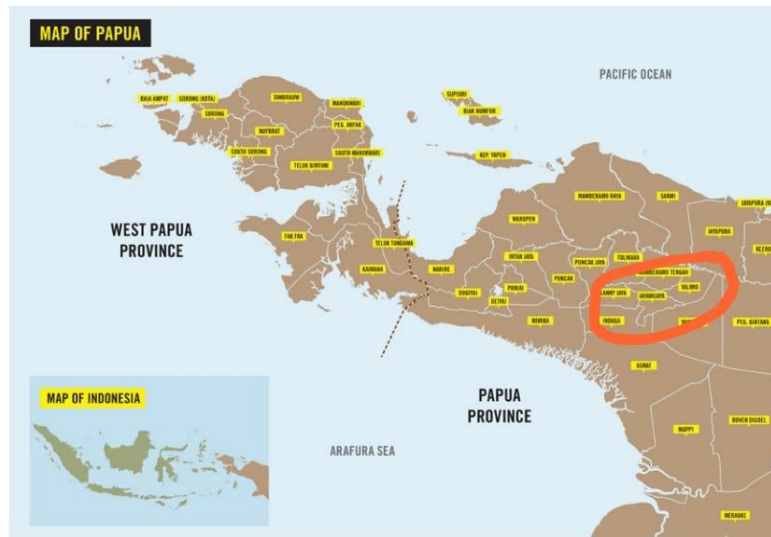 MAP OF PAPUA
PACIFIC OCEAN
SUPIORI
BIAK NUMFOR
RAJA AMPAT
SORONG (KOTA)
TAMBRAUW
MANOKWARI
SORONG
PEG. ARFAK
MAYBRAT
SOUTH SORONG
SOUTH MANOKWARI
TELUK BINTUNI
KEP. YAPEN
MAMBERAMO RAYA
SARMI
WAROPEN
JAYAPURA
WEST PAPUA
PROVINCE
FAK FAK
TELUK WONDAMA
KAIMANA
NABIRE
INTAN JAYA
PUNCAK JAYA
TOLIKARA
PUNCAK
PANIAI
DOGIYAI
DEIYAI
LANNY JAYA
JAYAWIJAYA
YALIMO
MIMIKA
NDUGA
PEG. BINTANG
ASMAT
PAPUA
PROVINCE
MAPPI
BOVEN DIGOEL
MERAUKE
ARAFURA SEA
MAP OF INDONESIA